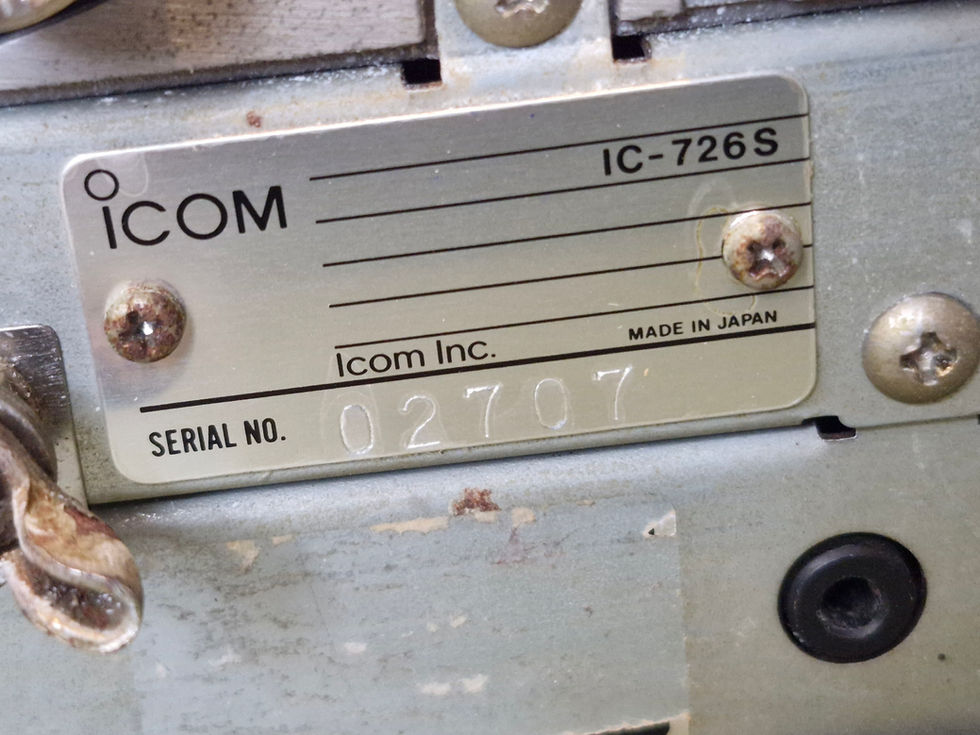 ICOM
IC-726S
Icom Inc.
MADE IN JAPAN
SERIAL NO. 02707